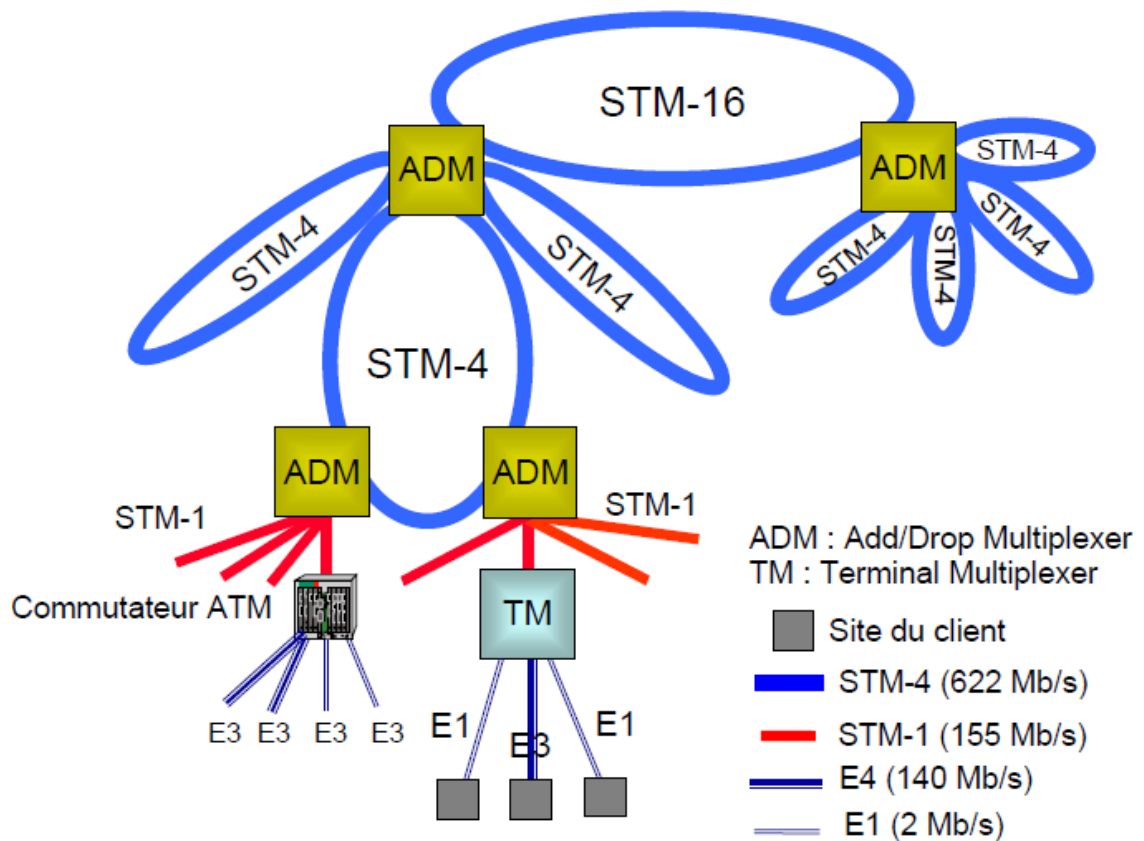 STM-16
ADM
ADM
STM-4
STM-4
STM-4
STM-4
STM-4
STM-4
STM-4
ADM
ADM
STM-1
STM-1
Commutateur ATM
TM
E3
E3
E3
E3
E1
E3
E1
ADM : Add/Drop Multiplexer
TM : Terminal Multiplexer
Site du client
STM-4 (622 Mb/s)
STM-1 (155 Mb/s)
E4 (140 Mb/s)
E1 (2 Mb/s)